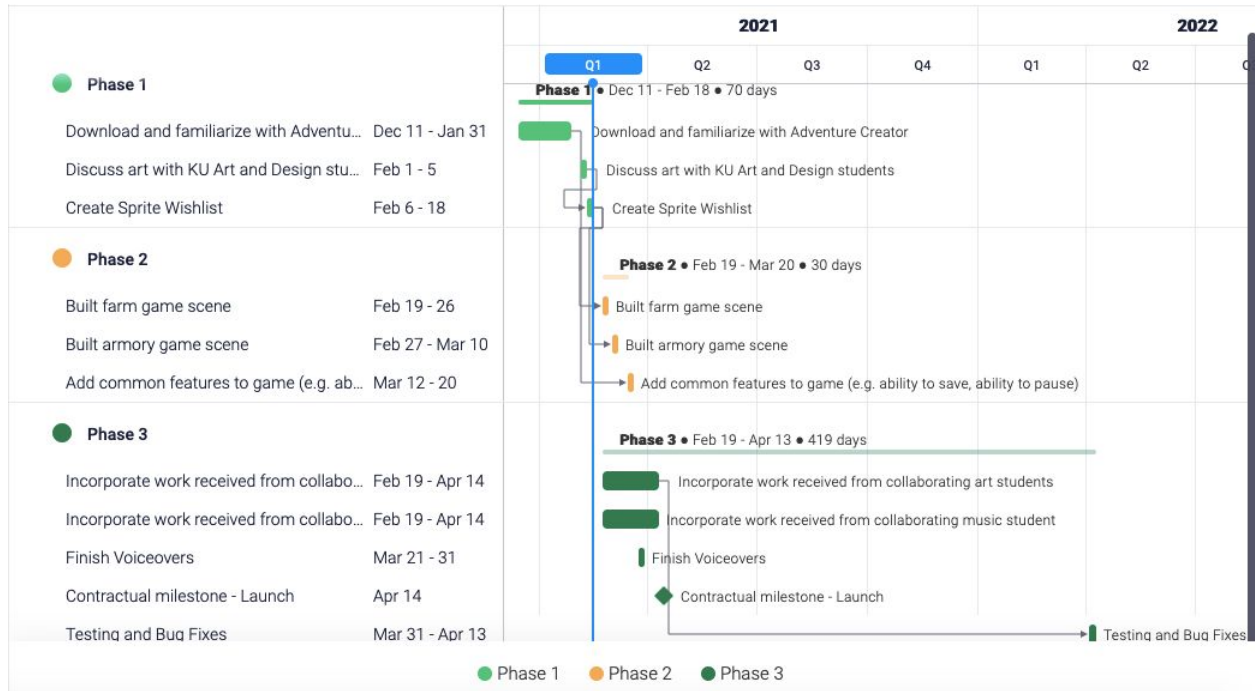 2021 2022
Q1 Q2 Q3 Q4 Q1 Q2
Phase 1
Phase 1 ● Dec 11 - Feb 18 ● 70 days
Download and familiarize with Adventu... Dec 11 - Jan 31 Download and familiarize with Adventure Creator
Discuss art with KU Art and Design stu... Feb 1 - 5 Discuss art with KU Art and Design students
Create Sprite Wishlist Feb 6 - 18 Create Sprite Wishlist
Phase 2
Phase 2 ● Feb 19 - Mar 20 ● 30 days
Built farm game scene Feb 19 - 26 Built farm game scene
Built armory game scene Feb 27 - Mar 10 Built armory game scene
Add common features to game (e.g. ab... Mar 12 - 20 Add common features to game (e.g. ability to save, ability to pause)
Phase 3
Phase 3 ● Feb 19 - Apr 13 ● 419 days
Incorporate work received from collabo... Feb 19 - Apr 14 Incorporate work received from collaborating art students
Incorporate work received from collabo... Feb 19 - Apr 14 Incorporate work received from collaborating music student
Finish Voiceovers Mar 21 - 31 Finish Voiceovers
Contractual milestone - Launch Apr 14 Contractual milestone - Launch
Testing and Bug Fixes Mar 31 - Apr 13 Testing and Bug Fixes
Phase 1 Phase 2 Phase 3